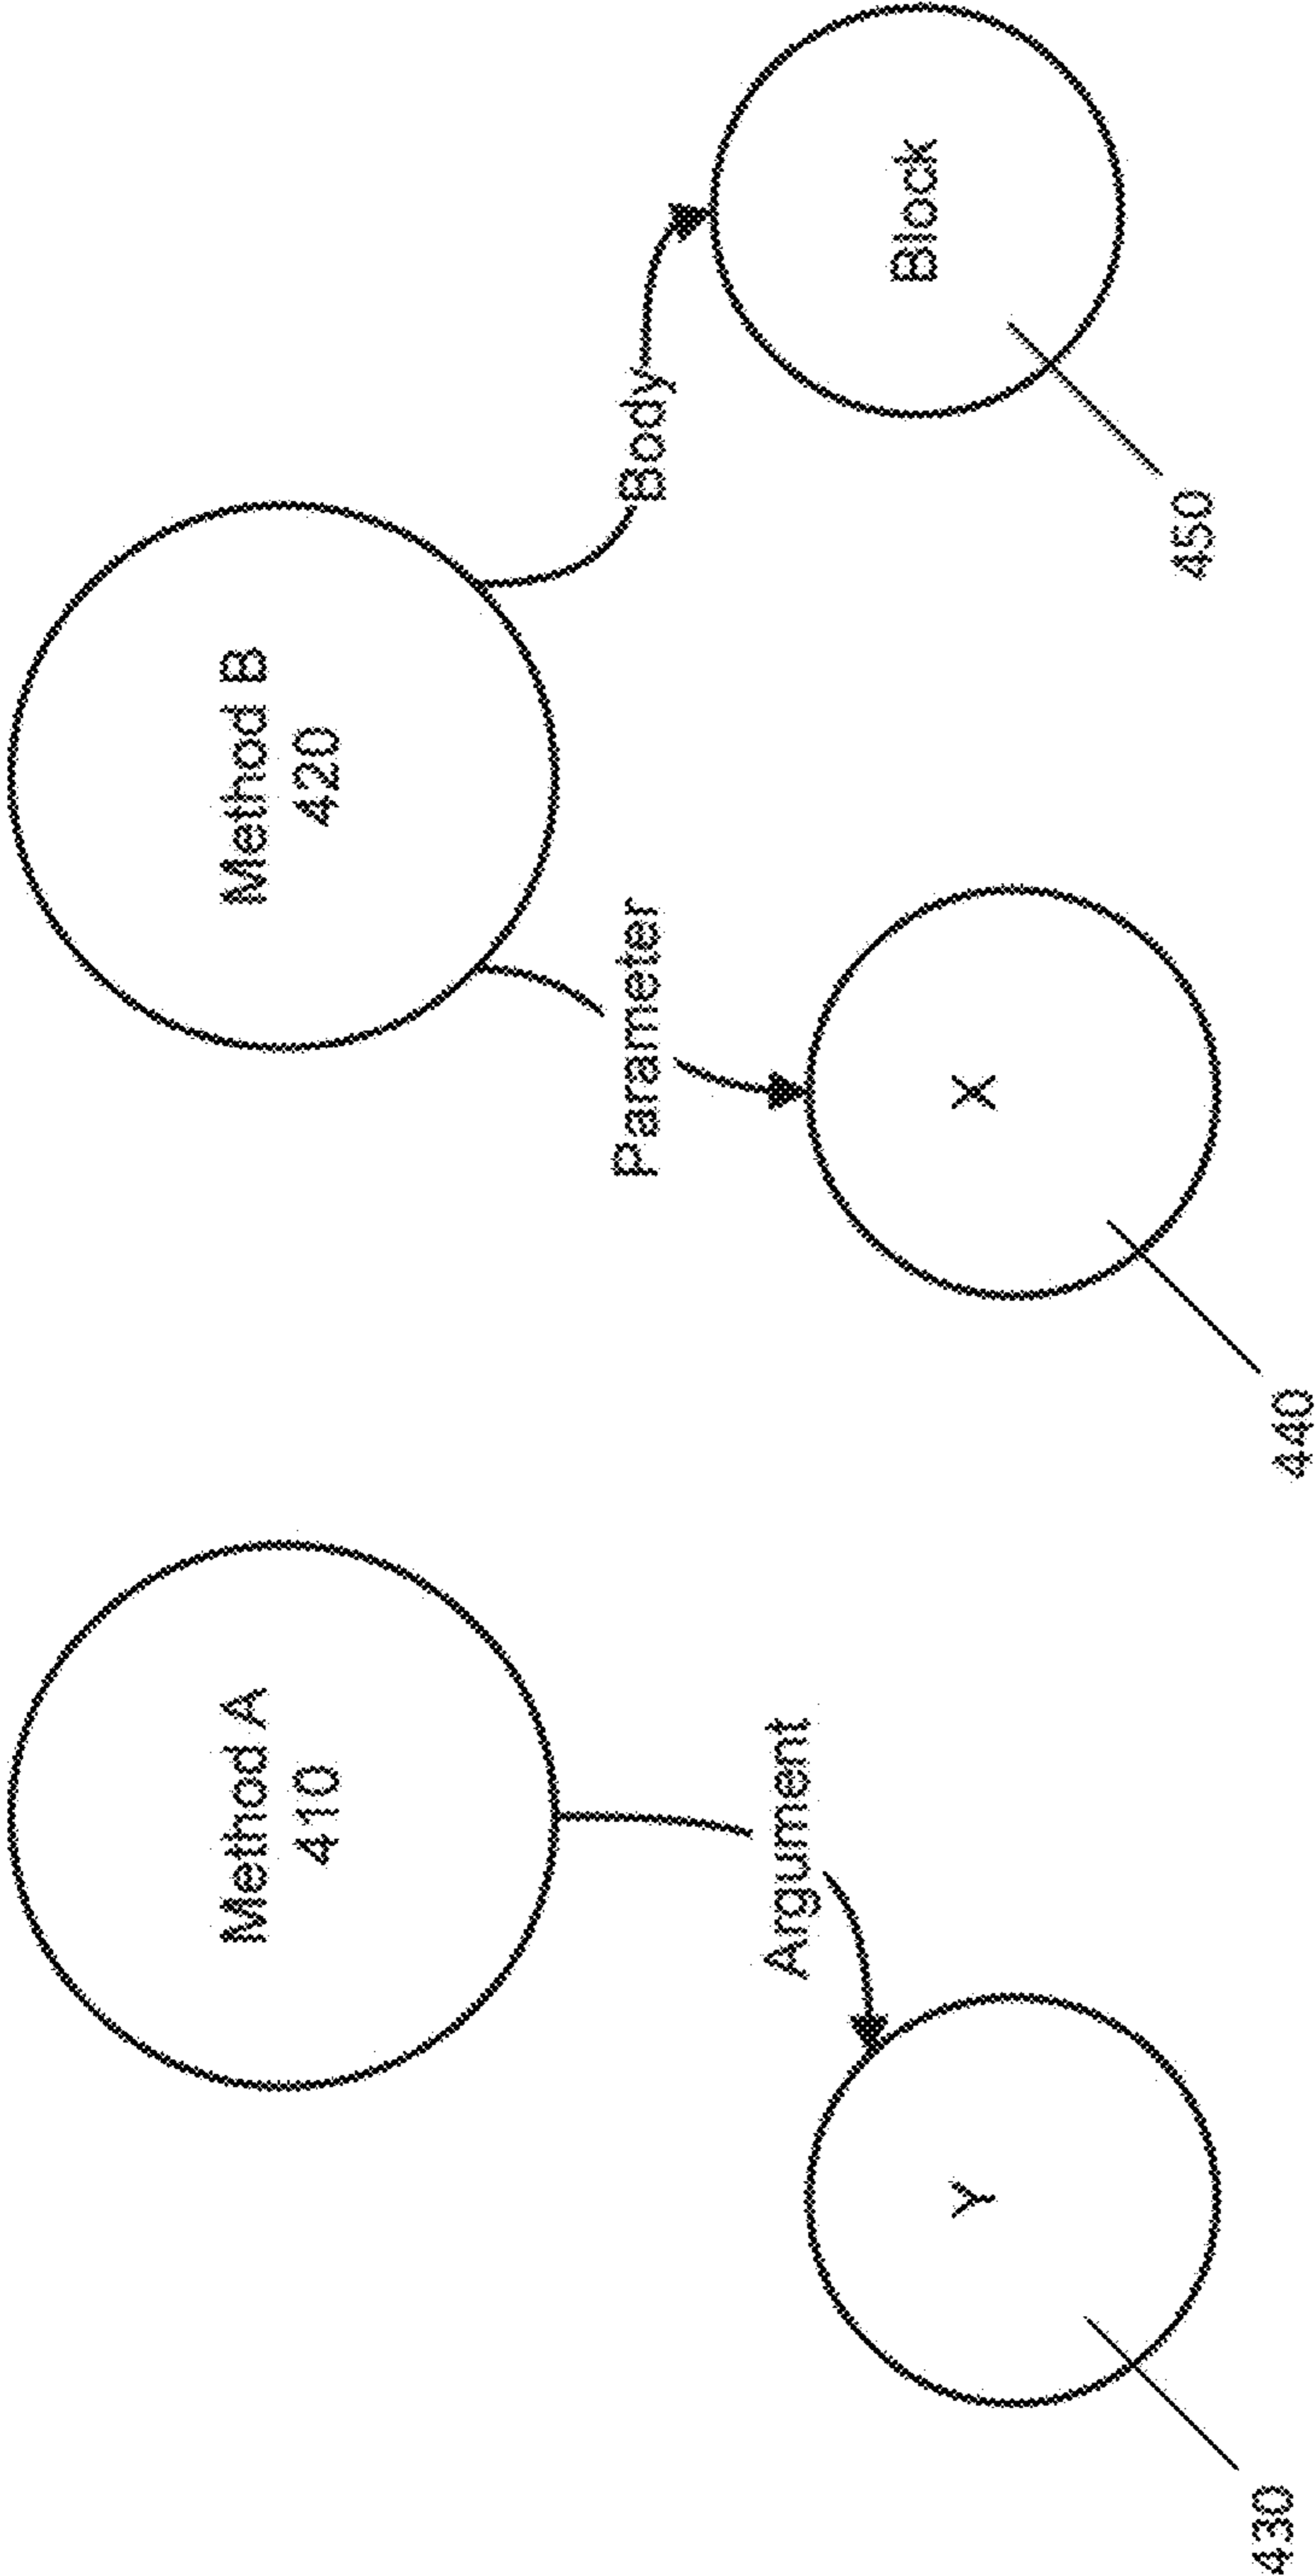 Method A
410
Method B
420
Argument
Parameter
Body
Y
X
Block
430
440
450